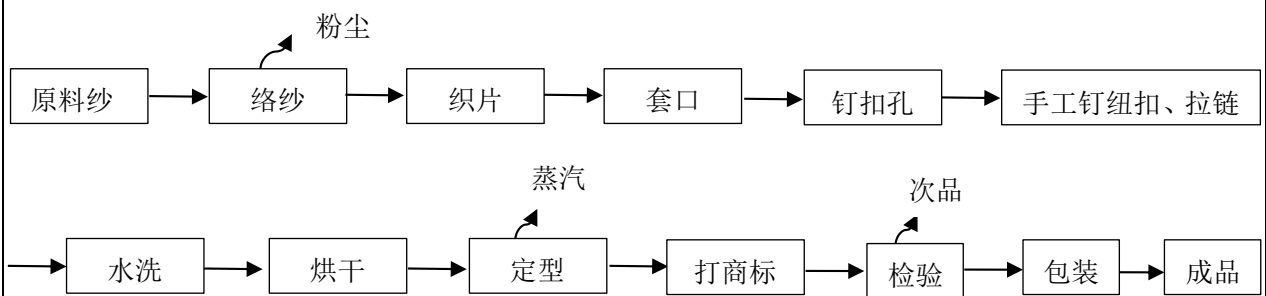 粉尘
原料纱 络纱 织片 套口 钉扣孔 手工钉纽扣、拉链
蒸汽 次品
水洗 烘干 定型 打商标 检验 包装 成品